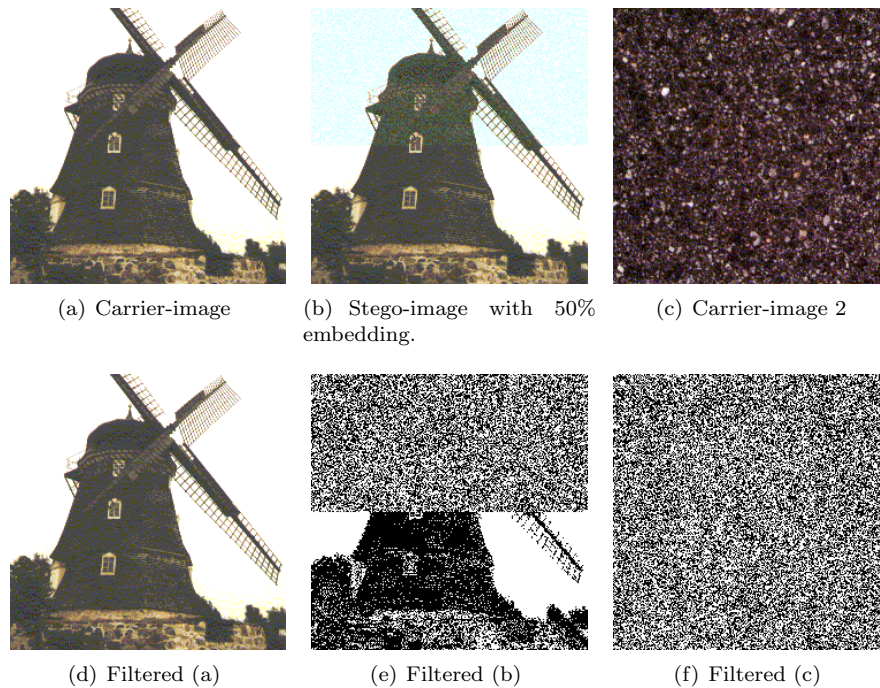 (a) Carrier-image
(b) Stego-image with 50%
embedding.
(c) Carrier-image 2
(d) Filtered (a)
(e) Filtered (b)
(f) Filtered (c)